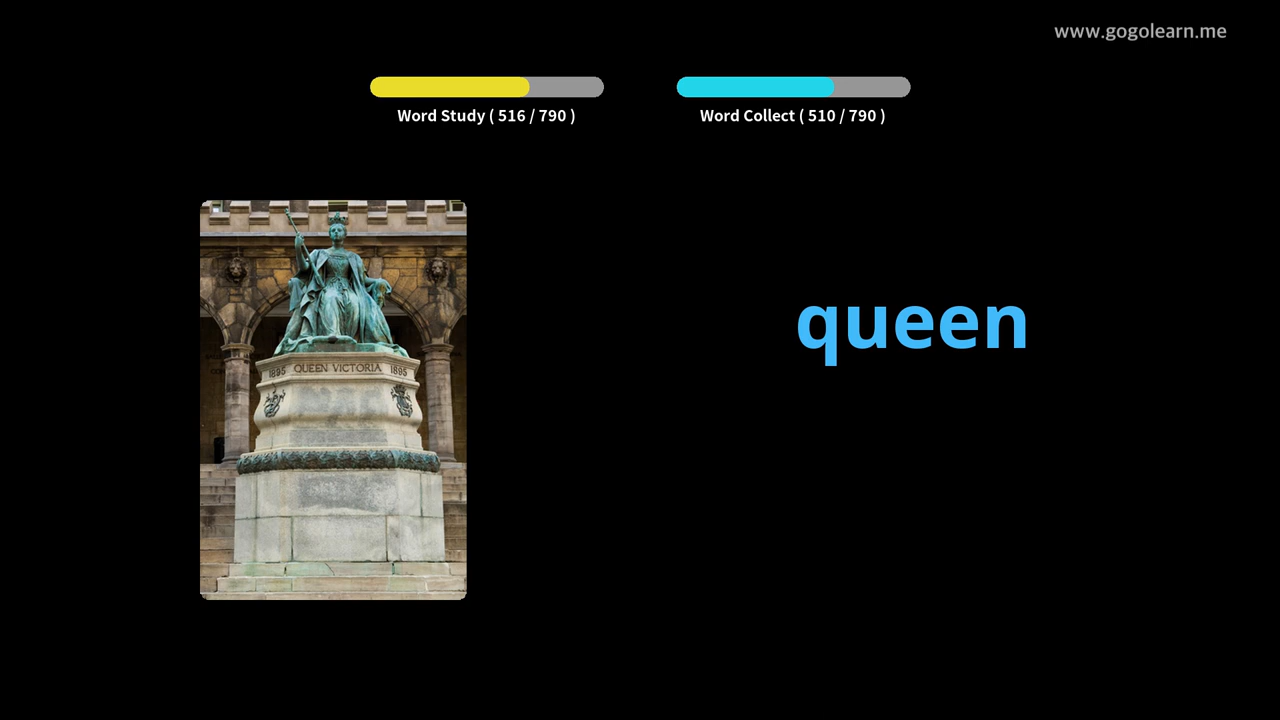 www.gogolearn.me
Word Study ( 516 / 790 )
Word Collect ( 510 / 790 )
queen
1895 QUEEN VICTORIA 1895